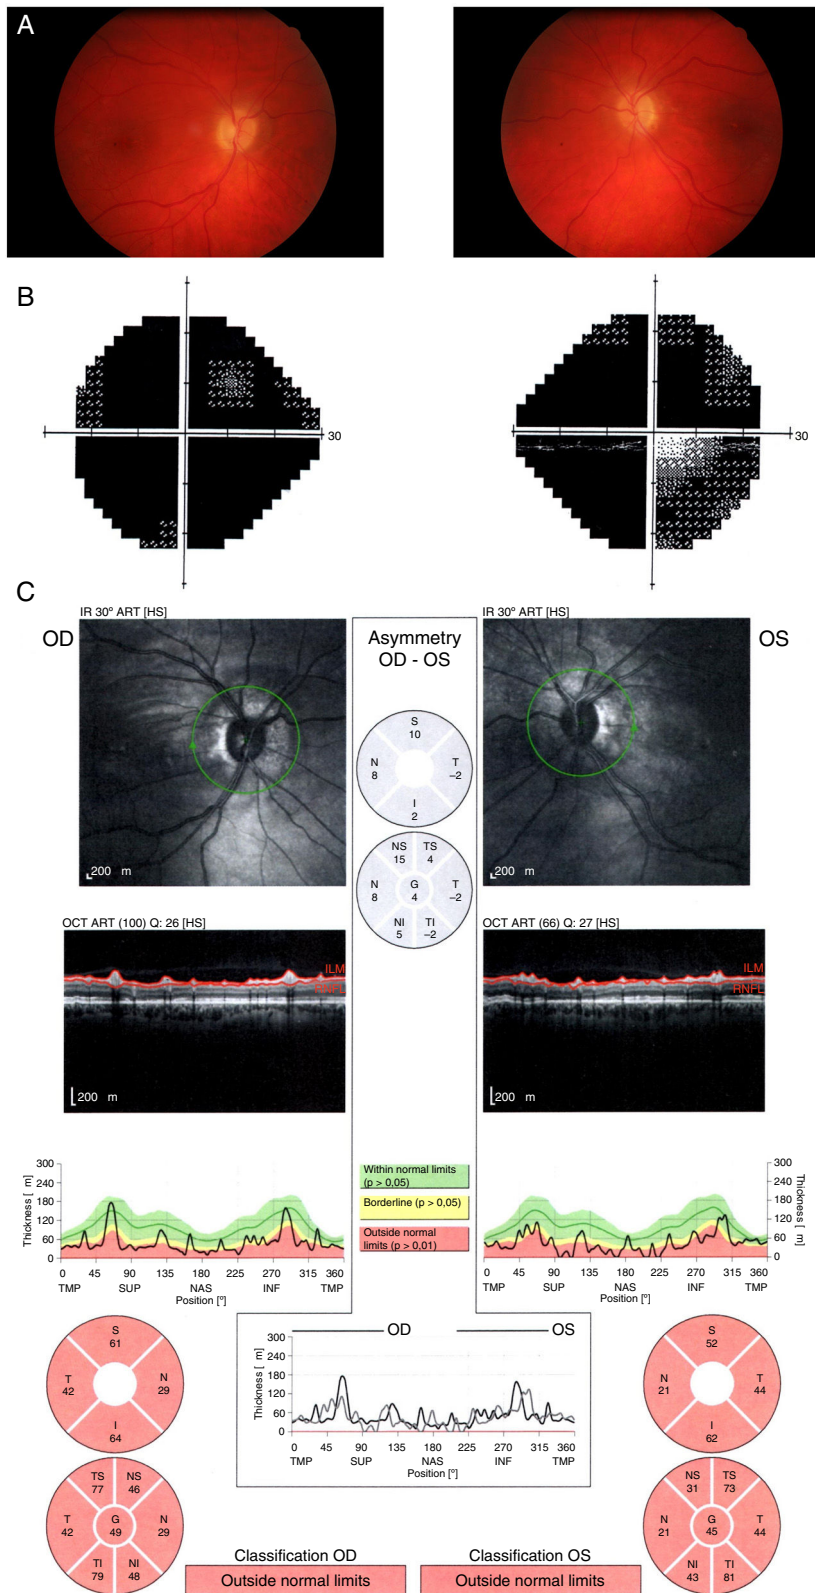 A
B
30
30
C
IR 30° ART [HS]
IR 30° ART [HS]
OD
Asymmetry
OD - OS
OS
S
10
N
8
T
–2
I
2
NS
15
TS
4
N
8
G
4
T
–2
NI
5
TI
–2
200 m
200 m
OCT ART (100) Q: 26 [HS]
OCT ART (66) Q: 27 [HS]
ILM
RNFL
ILM
RNFL
200 m
200 m
Thickness [ m]
300
240
180
120
60
0
0 45 90 135 180 225 270 315 360
TMP SUP NAS INF TMP
Position [°]
Within normal limits
(p > 0,05)
Borderline (p > 0,05)
Outside normal
limits (p > 0,01)
300
240
180
120
60
0
Thickness [ m]
0 45 90 135 180 225 270 315 360
TMP SUP NAS INF TMP
Position [°]
S
61
T
42
N
29
I
64
OD OS
Thickness [ m]
300
240
180
120
60
0
0 45 90 135 180 225 270 315 360
TMP SUP NAS INF TMP
Position [°]
S
52
N
21
T
44
I
62
TS
77
NS
46
T
42
G
49
N
29
TI
79
NI
48
NS
31
TS
73
N
21
G
45
T
44
NI
43
TI
81
Classification OD
Outside normal limits
Classification OS
Outside normal limits